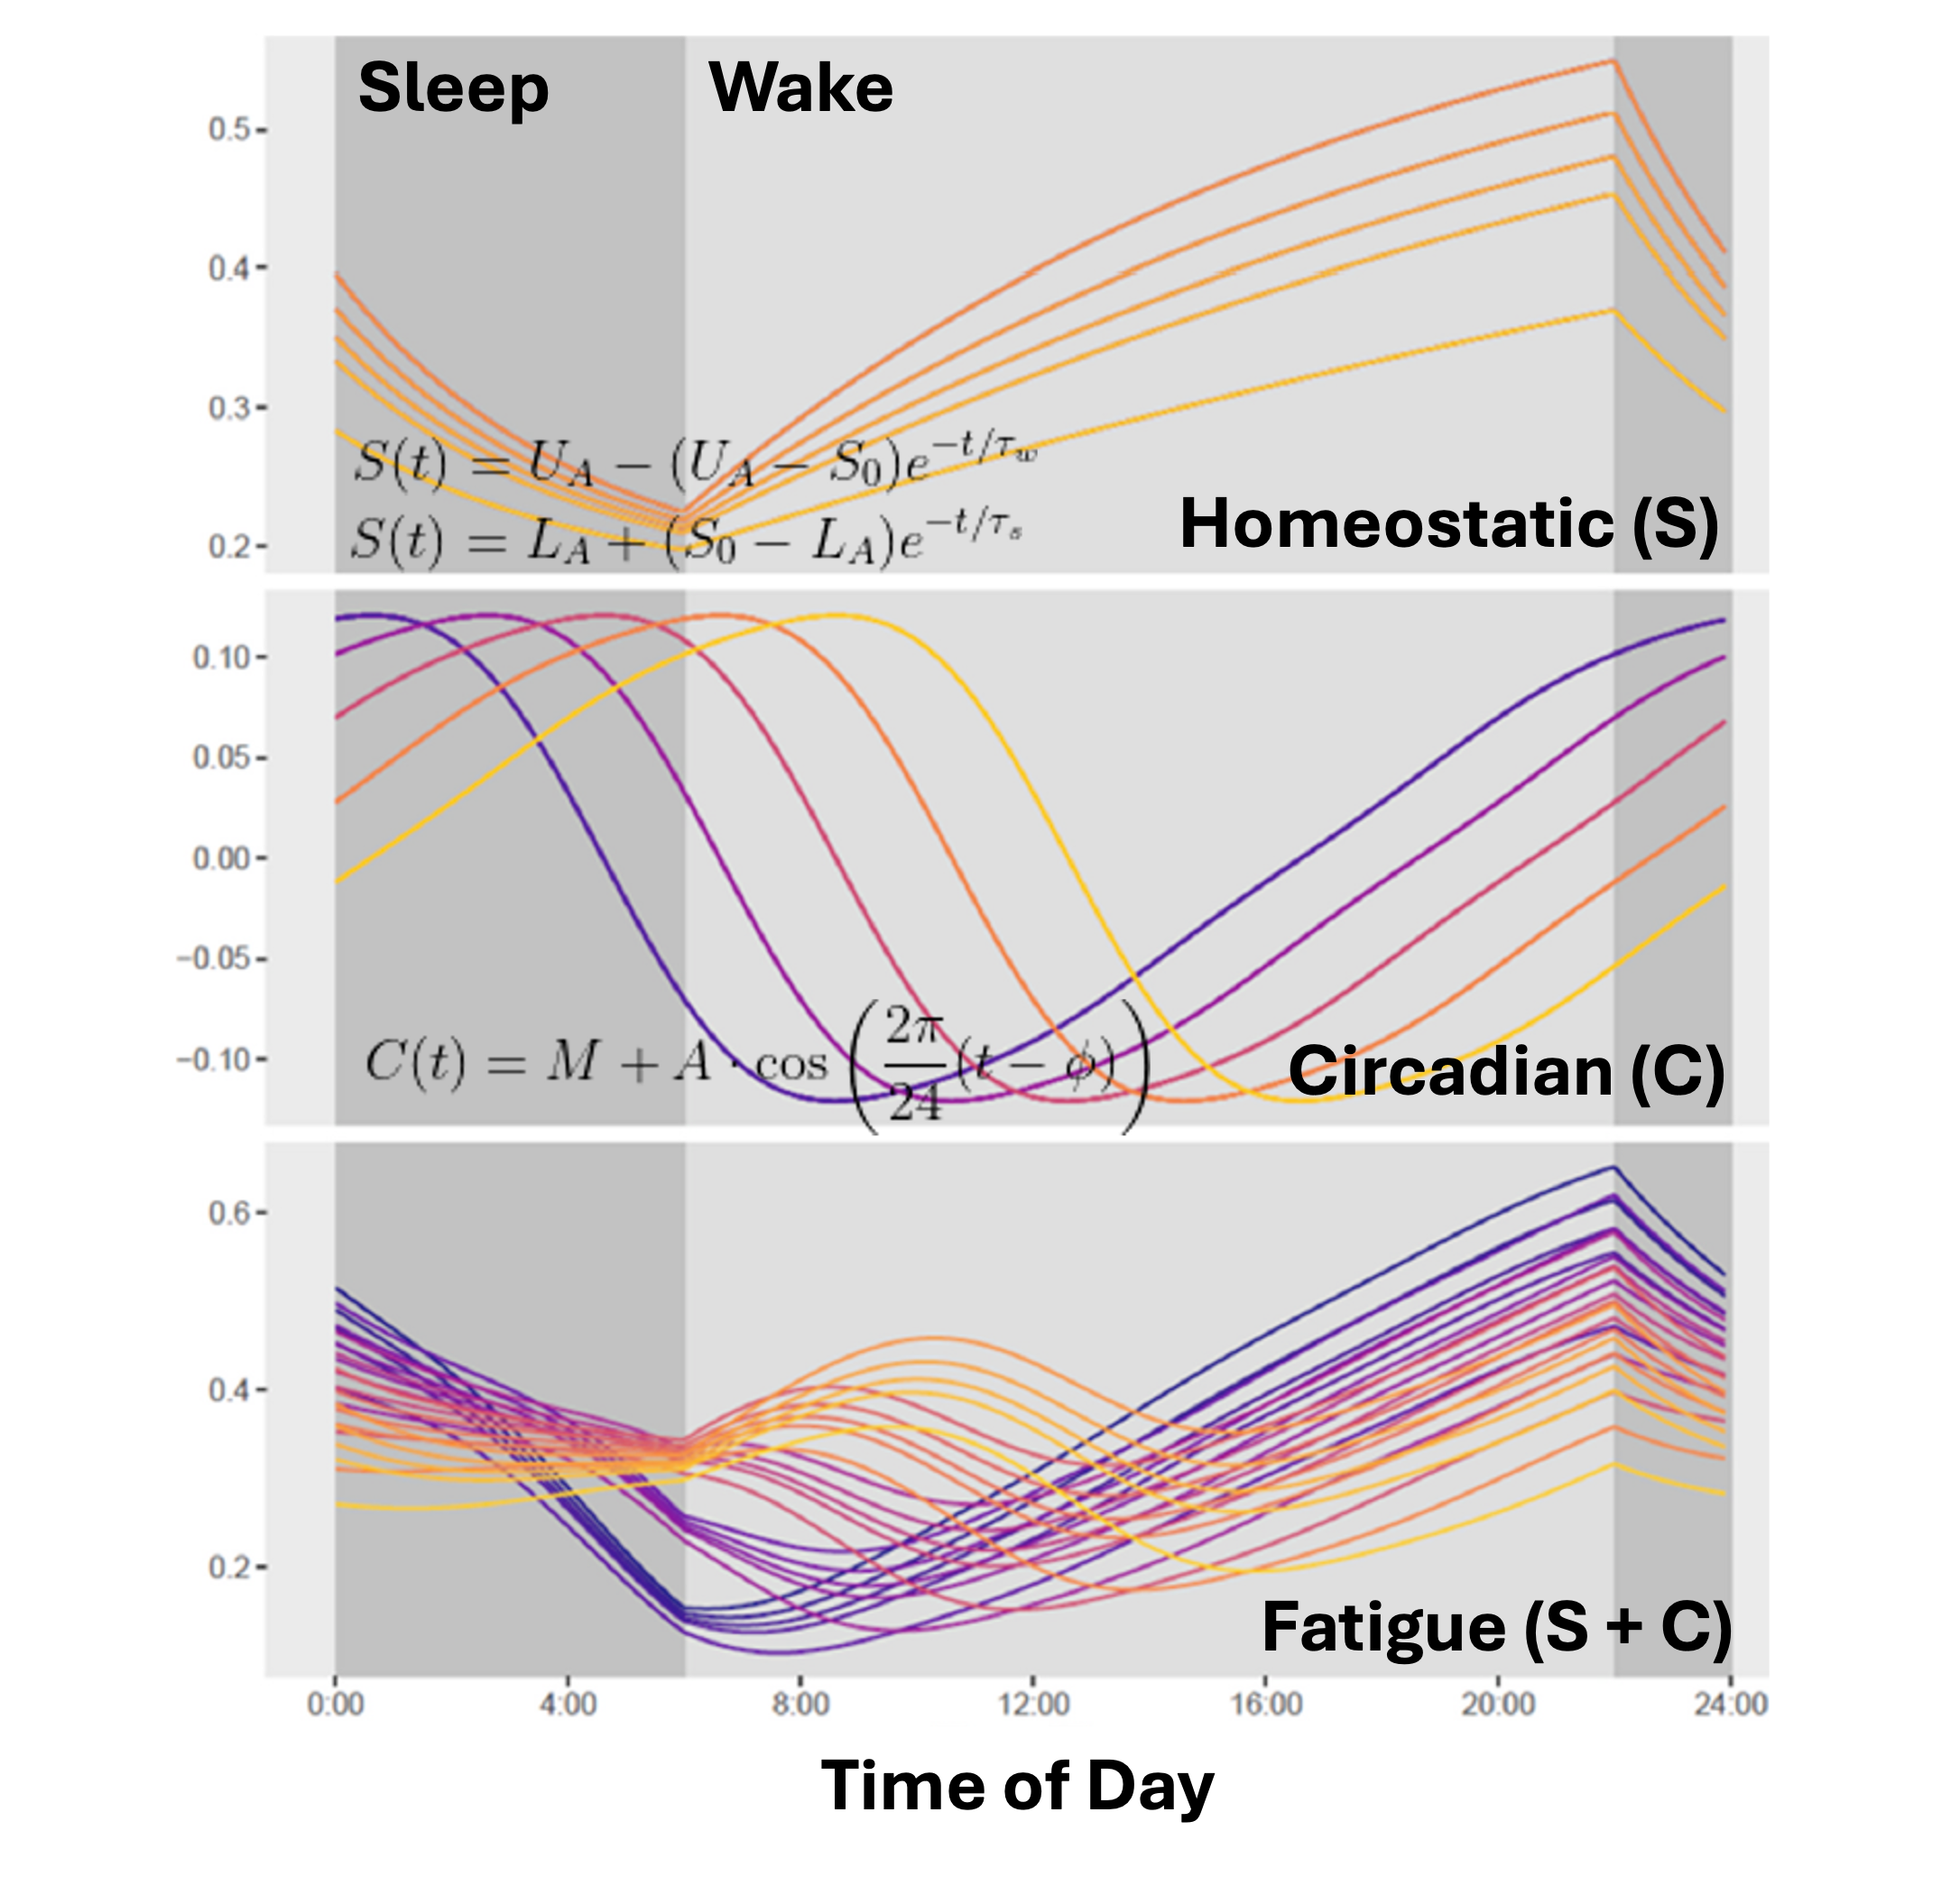 Sleep Wake
0.5
0.4
0.3
0.2
S(t) = U_A − (U_A − S_0)e^{−t/τ_w}
S(t) = L_A + (S_0 − L_A)e^{−t/τ_s}
Homeostatic (S)
0.10
0.05
0.00
−0.05
−0.10
C(t) = M + A · cos(2π/24 (t − ϕ))
Circadian (C)
0.6
0.4
0.2
Fatigue (S + C)
0:00 4:00 8:00 12:00 16:00 20:00 24:00
Time of Day